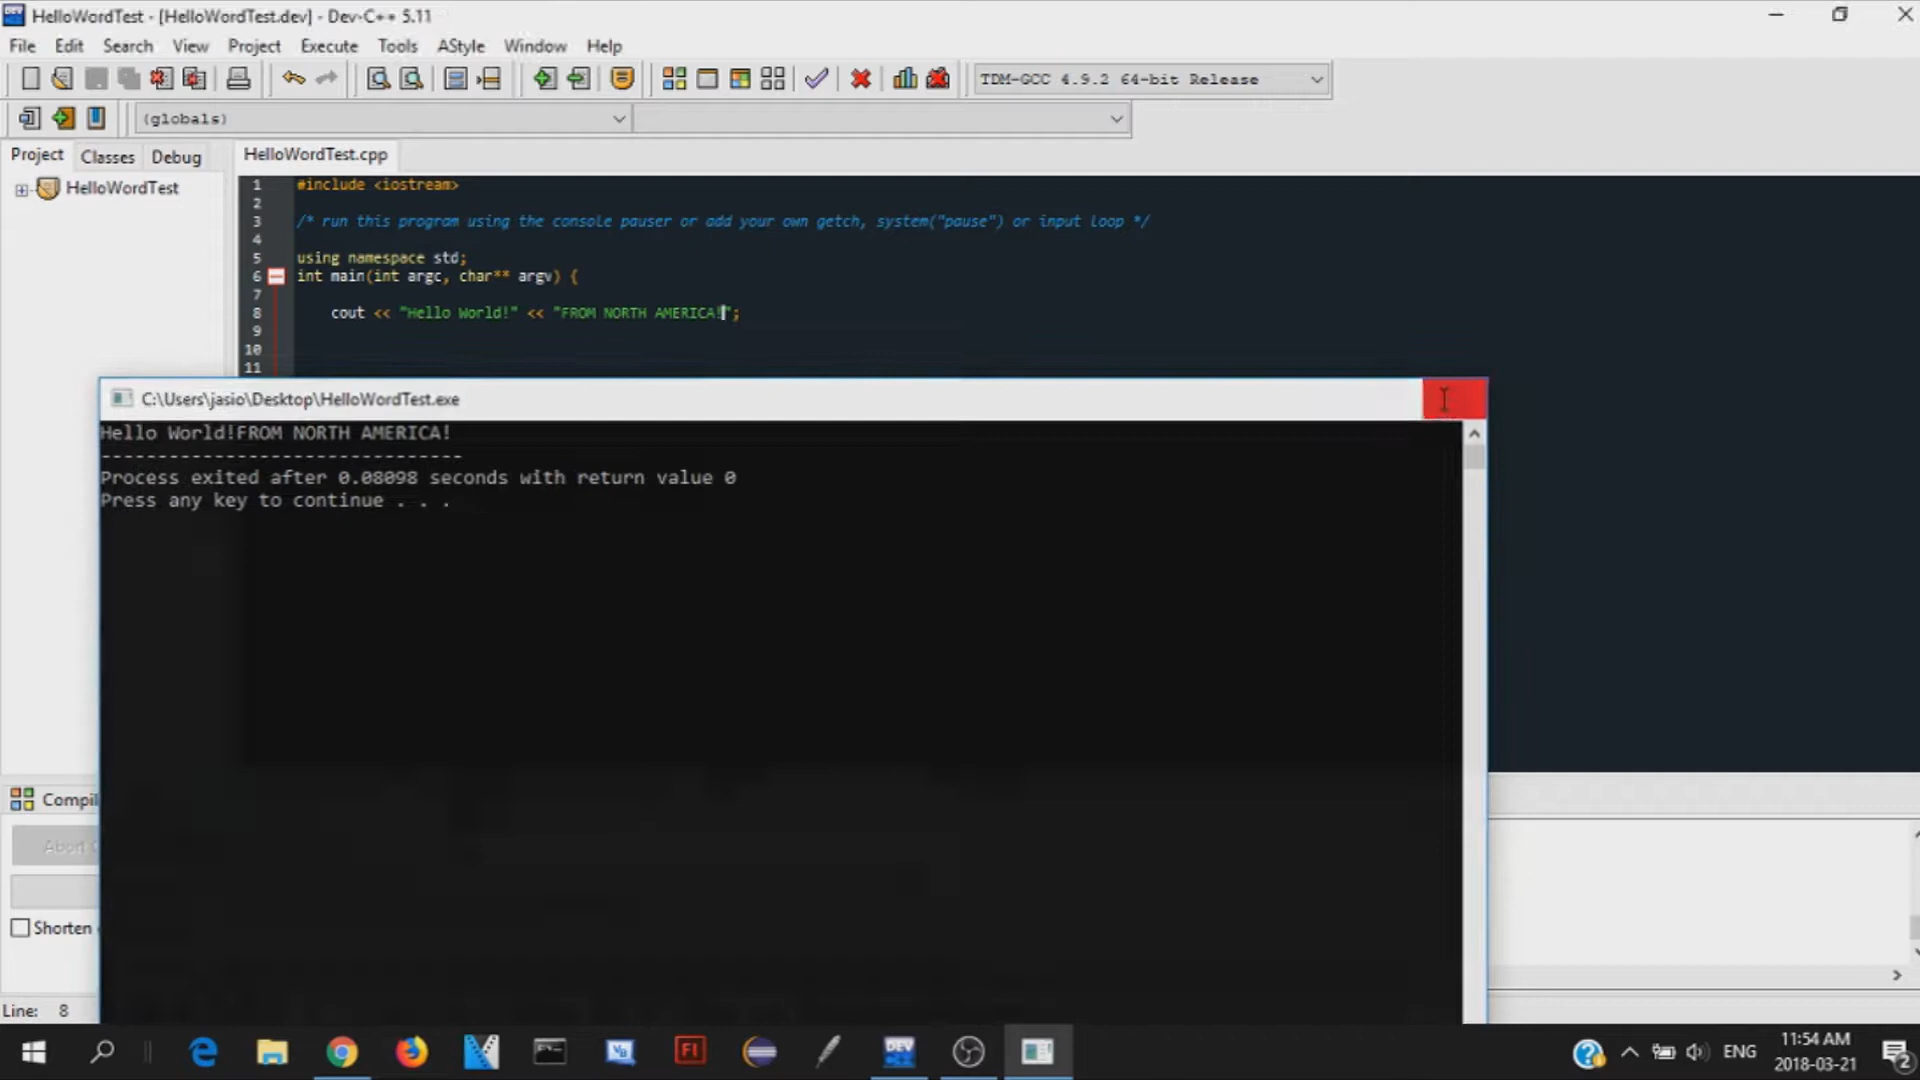 HelloWordTest - [HelloWordTest.dev] - Dev-C++ 5.11
File Edit Search View Project Execute Tools AStyle Window Help
TDM-GCC 4.9.2 64-bit Release
(globals)
Project Classes Debug
HelloWordTest.cpp
HelloWordTest
1 #include <iostream>
2
3 /* run this program using the console pauser or add your own getch, system("pause") or input loop */
4
5 using namespace std;
6 int main(int argc, char** argv) {
7
8 cout << "Hello World!" << "FROM NORTH AMERICA!";
9
10
11
C:\Users\jasio\Desktop\HelloWordTest.exe
Hello World!FROM NORTH AMERICA!
--------------------------------
Process exited after 0.08098 seconds with return value 0
Press any key to continue . . .
Compil
Abort
Shorten
Line: 8
DEV
VB
FI
DEV
ENG
11:54 AM
2018-03-21
2